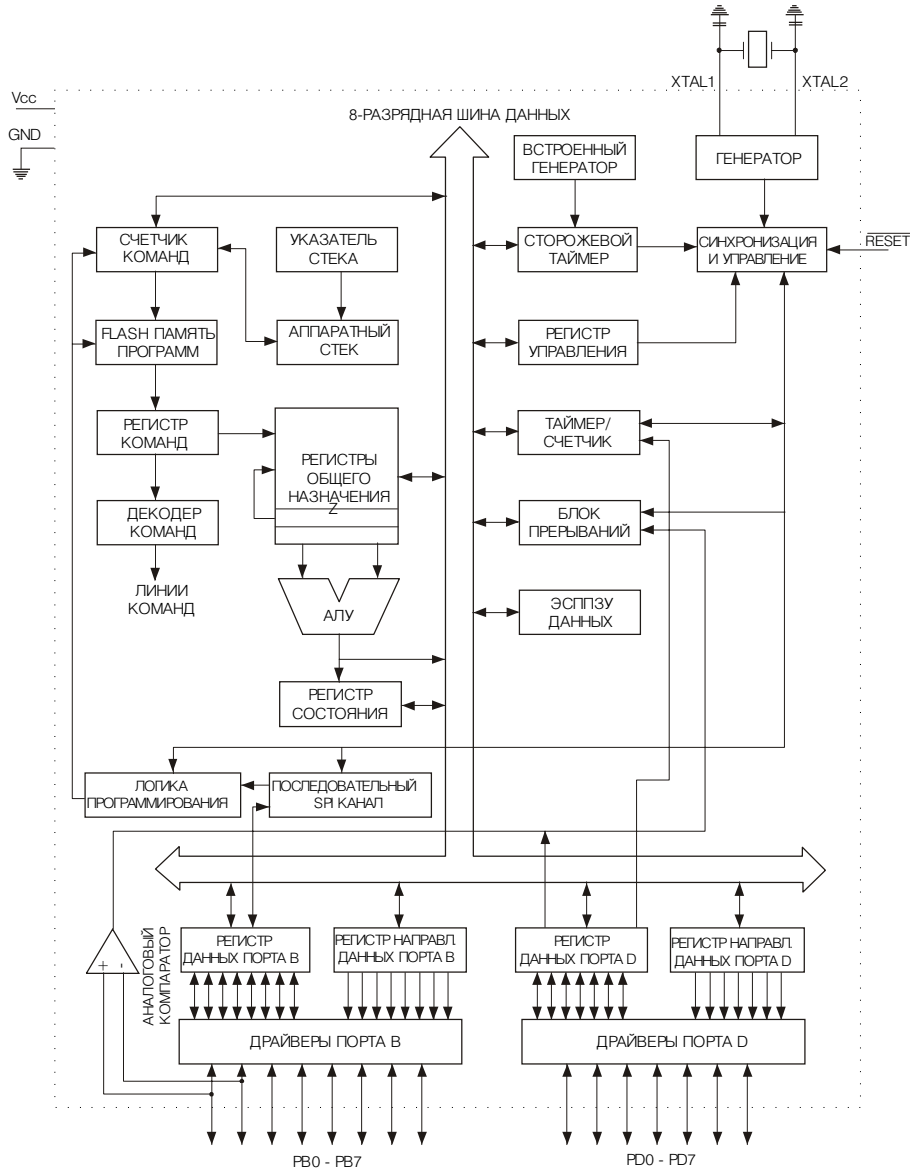 XTAL1
XTAL2
Vcc
GND
8-РАЗРЯДНАЯ ШИНА ДАННЫХ
ВСТРОЕННЫЙ
ГЕНЕРАТОР
ГЕНЕРАТОР
СЧЕТЧИК
КОМАНД
УКАЗАТЕЛЬ
СТЕКА
СТОРОЖЕВОЙ
ТАЙМЕР
СИНХРОНИЗАЦИЯ
И УПРАВЛЕНИЕ
RESET
FLASH ПАМЯТЬ
ПРОГРАММ
АППАРАТНЫЙ
СТЕК
РЕГИСТР
УПРАВЛЕНИЯ
РЕГИСТР
КОМАНД
РЕГИСТРЫ
ОБЩЕГО
НАЗНАЧЕНИЯ
Z
ТАЙМЕР/
СЧЕТЧИК
ДЕКОДЕР
КОМАНД
БЛОК
ПРЕРЫВАНИЙ
ЛИНИИ
КОМАНД
АЛУ
ЭСППЗУ
ДАННЫХ
РЕГИСТР
СОСТОЯНИЯ
ЛОГИКА
ПРОГРАММИРОВАНИЯ
ПОСЛЕДОВАТЕЛЬНЫЙ
SPI КАНАЛ
АНАЛОГОВЫЙ
КОМПАРАТОР
+ -
РЕГИСТР
ДАННЫХ ПОРТА B
РЕГИСТР НАПРАВЛ.
ДАННЫХ ПОРТА B
РЕГИСТР
ДАННЫХ ПОРТА D
РЕГИСТР НАПРАВЛ.
ДАННЫХ ПОРТА D
ДРАЙВЕРЫ ПОРТА B
ДРАЙВЕРЫ ПОРТА D
PB0 - PB7
PD0 - PD7